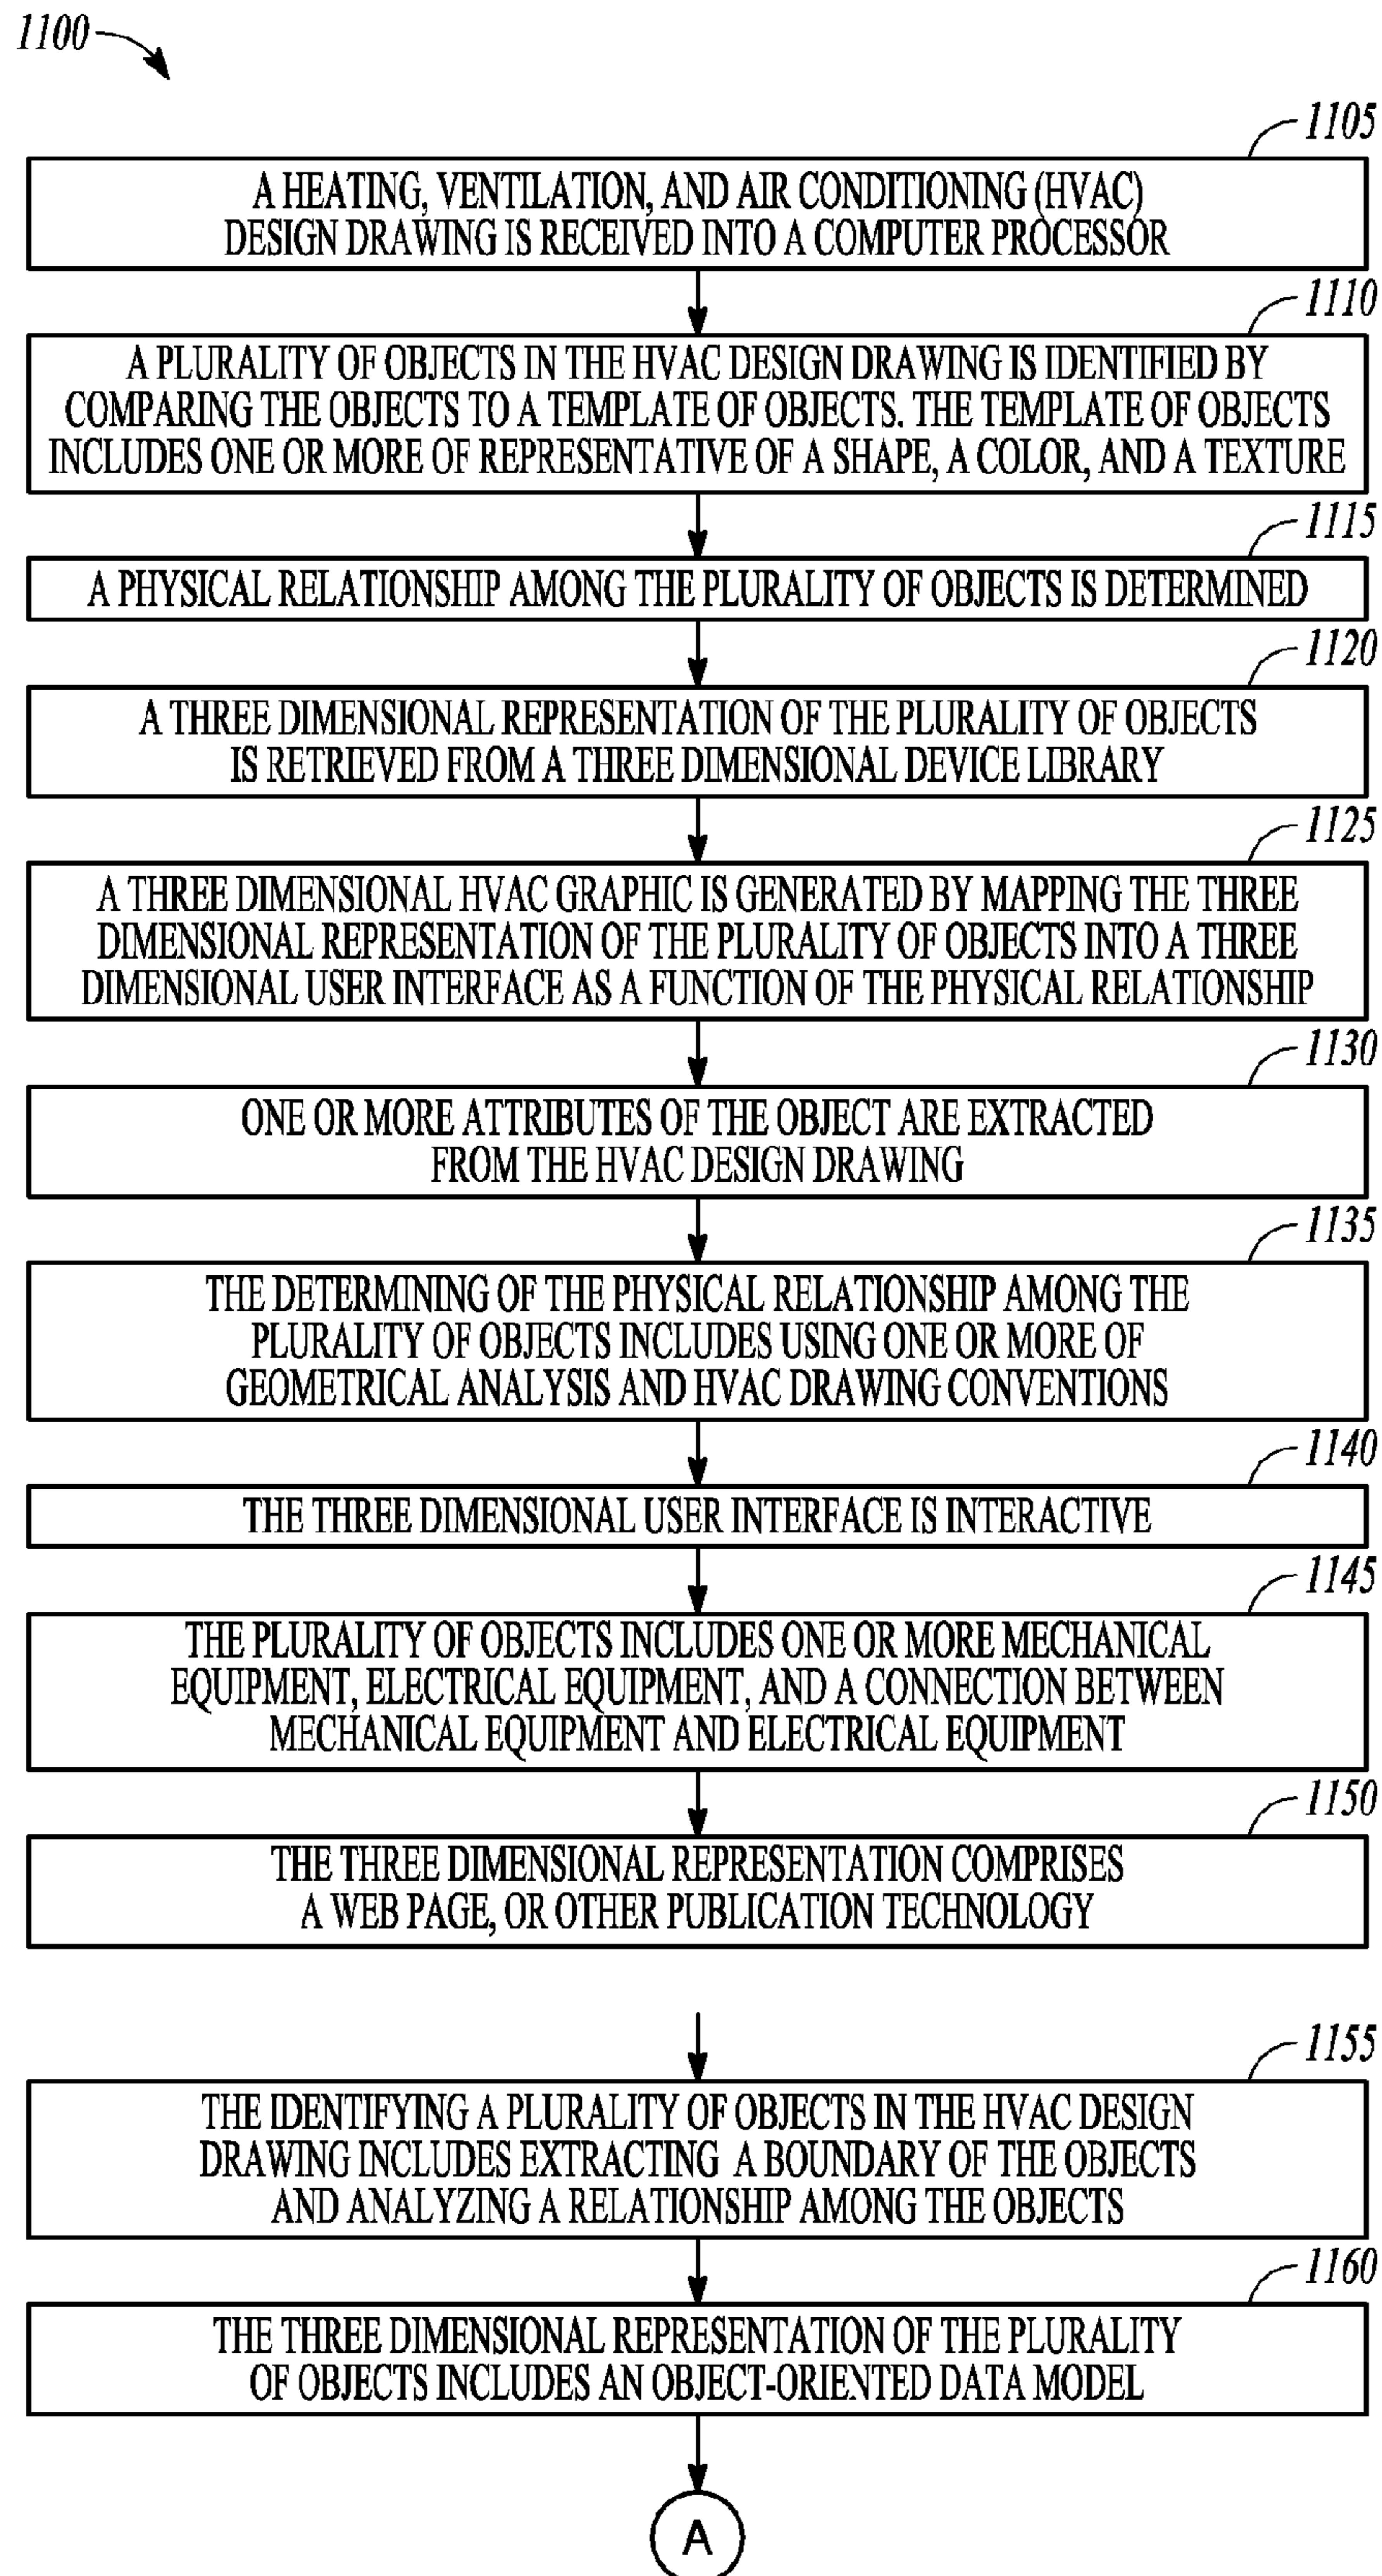 1100
1105
A HEATING, VENTILATION, AND AIR CONDITIONING (HVAC)
DESIGN DRAWING IS RECEIVED INTO A COMPUTER PROCESSOR
1110
A PLURALITY OF OBJECTS IN THE HVAC DESIGN DRAWING IS IDENTIFIED BY
COMPARING THE OBJECTS TO A TEMPLATE OF OBJECTS. THE TEMPLATE OF OBJECTS
INCLUDES ONE OR MORE OF REPRESENTATIVE OF A SHAPE, A COLOR, AND A TEXTURE
1115
A PHYSICAL RELATIONSHIP AMONG THE PLURALITY OF OBJECTS IS DETERMINED
1120
A THREE DIMENSIONAL REPRESENTATION OF THE PLURALITY OF OBJECTS
IS RETRIEVED FROM A THREE DIMENSIONAL DEVICE LIBRARY
1125
A THREE DIMENSIONAL HVAC GRAPHIC IS GENERATED BY MAPPING THE THREE
DIMENSIONAL REPRESENTATION OF THE PLURALITY OF OBJECTS INTO A THREE
DIMENSIONAL USER INTERFACE AS A FUNCTION OF THE PHYSICAL RELATIONSHIP
1130
ONE OR MORE ATTRIBUTES OF THE OBJECT ARE EXTRACTED
FROM THE HVAC DESIGN DRAWING
1135
THE DETERMINING OF THE PHYSICAL RELATIONSHIP AMONG THE
PLURALITY OF OBJECTS INCLUDES USING ONE OR MORE OF
GEOMETRICAL ANALYSIS AND HVAC DRAWING CONVENTIONS
1140
THE THREE DIMENSIONAL USER INTERFACE IS INTERACTIVE
1145
THE PLURALITY OF OBJECTS INCLUDES ONE OR MORE MECHANICAL
EQUIPMENT, ELECTRICAL EQUIPMENT, AND A CONNECTION BETWEEN
MECHANICAL EQUIPMENT AND ELECTRICAL EQUIPMENT
1150
THE THREE DIMENSIONAL REPRESENTATION COMPRISES
A WEB PAGE, OR OTHER PUBLICATION TECHNOLOGY
1155
THE IDENTIFYING A PLURALITY OF OBJECTS IN THE HVAC DESIGN
DRAWING INCLUDES EXTRACTING A BOUNDARY OF THE OBJECTS
AND ANALYZING A RELATIONSHIP AMONG THE OBJECTS
1160
THE THREE DIMENSIONAL REPRESENTATION OF THE PLURALITY
OF OBJECTS INCLUDES AN OBJECT-ORIENTED DATA MODEL
A